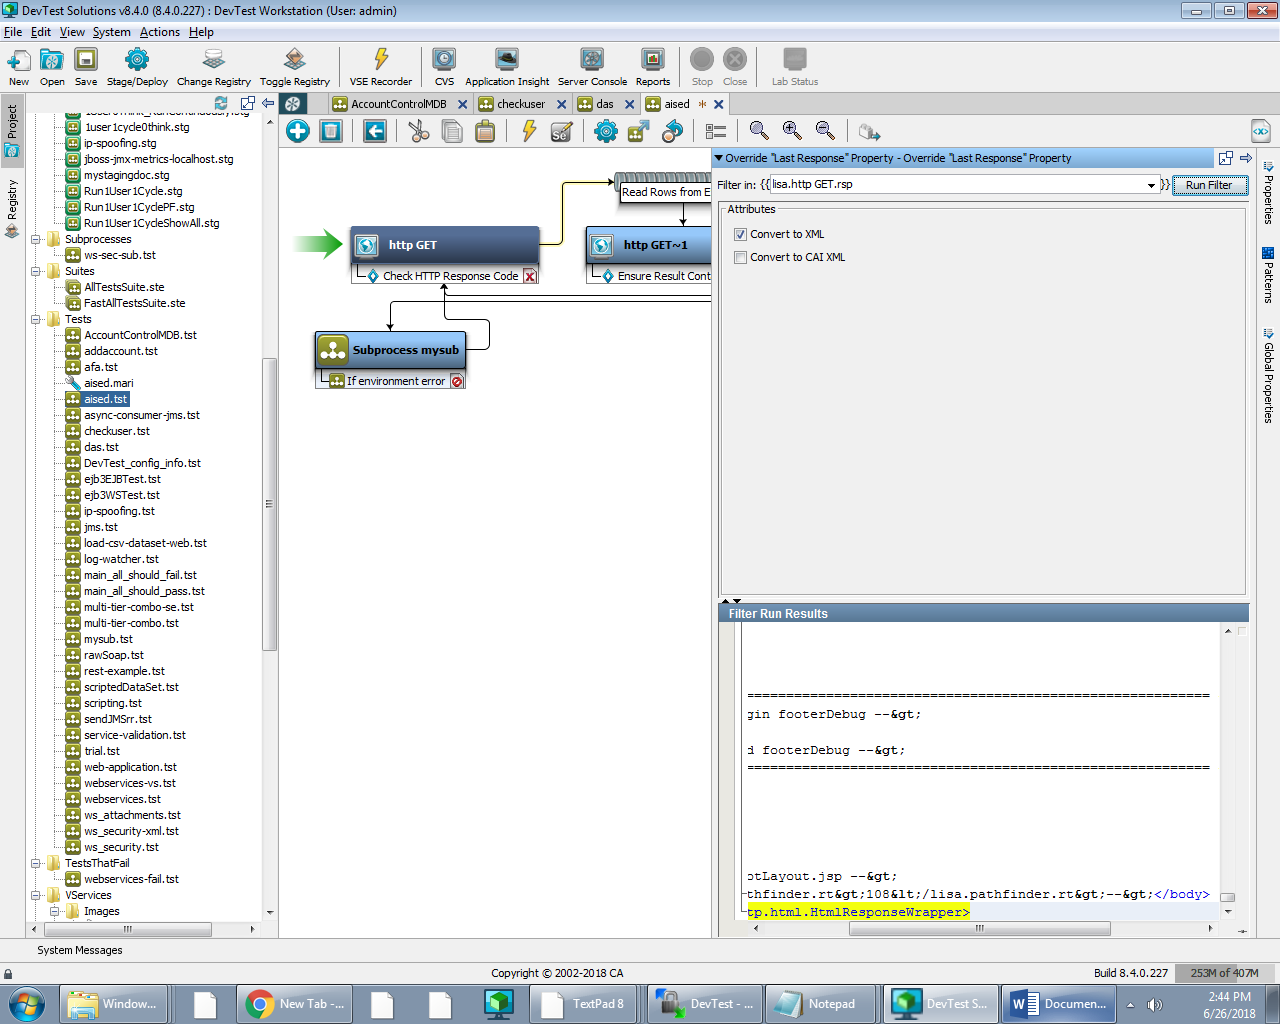 DevTest Solutions v8.4.0 (8.4.0.227) : DevTest Workstation (User: admin)
File Edit View System Actions Help
New Open Save Stage/Deploy Change Registry Toggle Registry VSE Recorder CVS Application Insight Server Console Reports Stop Close Lab Status
Project
Registry
1user1cycle0think.stg
ip-spoofing.stg
jboss-jmx-metrics-localhost.stg
mystagingdoc.stg
Run1User1Cycle.stg
Run1User1CyclePF.stg
Run1User1CycleShowAll.stg
Subprocesses
ws-sec-sub.tst
Suites
AllTestsSuite.ste
FastAllTestsSuite.ste
Tests
AccountControlMDB.tst
addaccount.tst
afa.tst
aised.mari
aised.tst
async-consumer-jms.tst
checkuser.tst
das.tst
DevTest_config_info.tst
ejb3EJBTest.tst
ejb3WSTest.tst
ip-spoofing.tst
jms.tst
load-csv-dataset-web.tst
log-watcher.tst
main_all_should_fail.tst
main_all_should_pass.tst
multi-tier-combo-se.tst
multi-tier-combo.tst
mysub.tst
rawSoap.tst
rest-example.tst
scriptedDataSet.tst
scripting.tst
sendJMSrr.tst
service-validation.tst
trial.tst
web-application.tst
webservices-vs.tst
webservices.tst
ws_attachments.tst
ws_security-xml.tst
ws_security.tst
TestsThatFail
webservices-fail.tst
VServices
Images
AccountControlMDB checkuser das aised
Read Rows from E
http GET
Check HTTP Response Code
http GET~1
Ensure Result Cont
Subprocess mysub
If environment error
Override "Last Response" Property - Override "Last Response" Property
Filter in: {{lisa.http GET.rsp}} Run Filter
Attributes
Convert to XML
Convert to CAI XML
Filter Run Results
gin footerDebug --&gt;
d footerDebug --&gt;
otLayout.jsp --&gt;
thfinder.rt&gt;108&lt;/lisa.pathfinder.rt&gt;--&gt;</body>
tp.html.HtmlResponseWrapper>
Properties
Patterns
Global Properties
System Messages
Copyright © 2002-2018 CA
Build 8.4.0.227
253M of 407M
Window...
New Tab -...
TextPad 8
DevTest - ...
Notepad
DevTest S...
Documen...
2:44 PM
6/26/2018